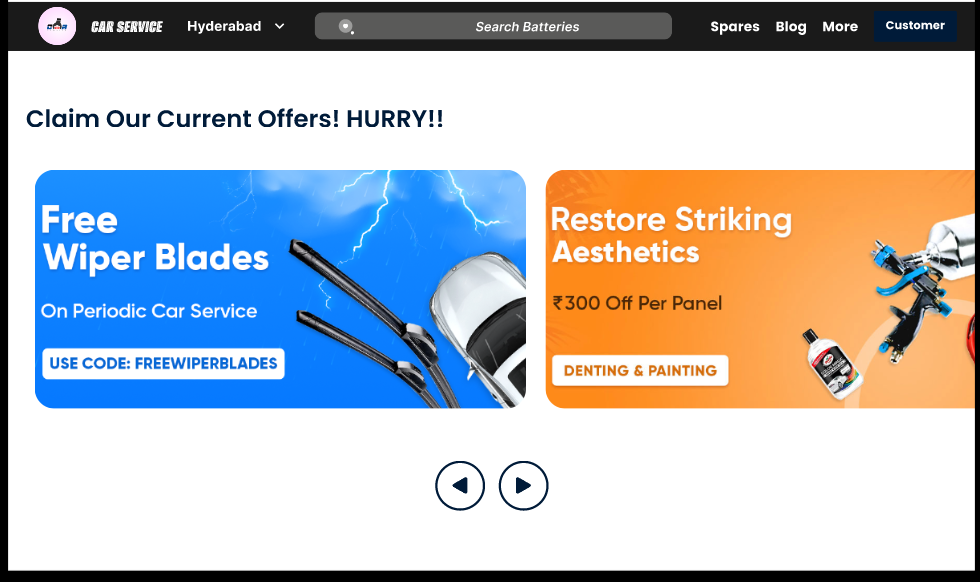 CAR SERVICE
Hyderabad
Search Batteries
Spares
Blog
More
Customer
Claim Our Current Offers! HURRY!!
Free
Wiper Blades
On Periodic Car Service
USE CODE: FREEWIPERBLADES
Restore Striking
Aesthetics
₹300 Off Per Panel
DENTING & PAINTING